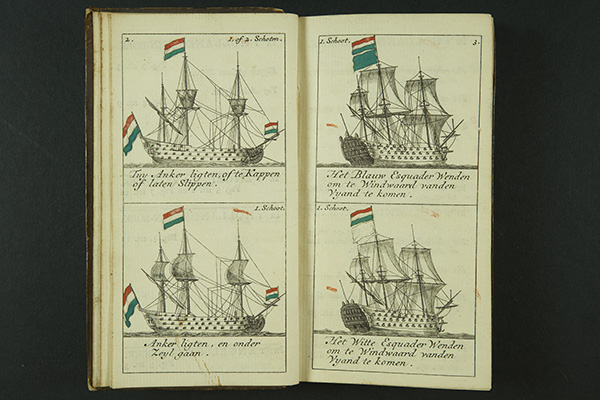 2.
1. of 2. Schoten.
Tuy Anker ligten, of te Kappen
of laten Slippen.
1. Schoot.
Anker ligten, en onder
Zeyl gaan.
1. Schoot.
3.
Het Blauw Esquader Wenden
om te Windwaard vanden
Vyand te komen.
1. Schoot.
Het Witte Esquader Wenden
om te Windwaard vanden
Vyand te komen.